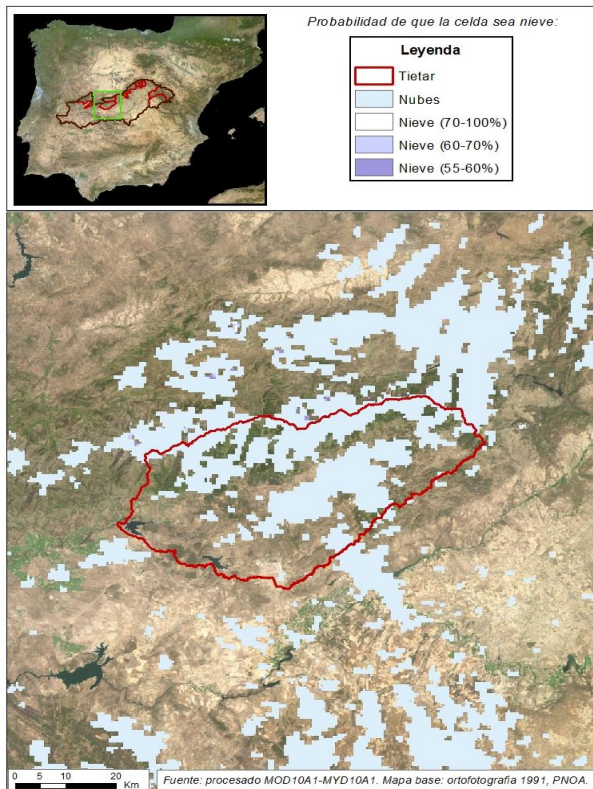 Probabilidad de que la celda sea nieve:
Leyenda
Tietar
Nubes
Nieve (70-100%)
Nieve (60-70%)
Nieve (55-60%)
0 5 10 20
Km
Fuente: procesado MOD10A1-MYD10A1. Mapa base: ortofotografia 1991, PNOA.